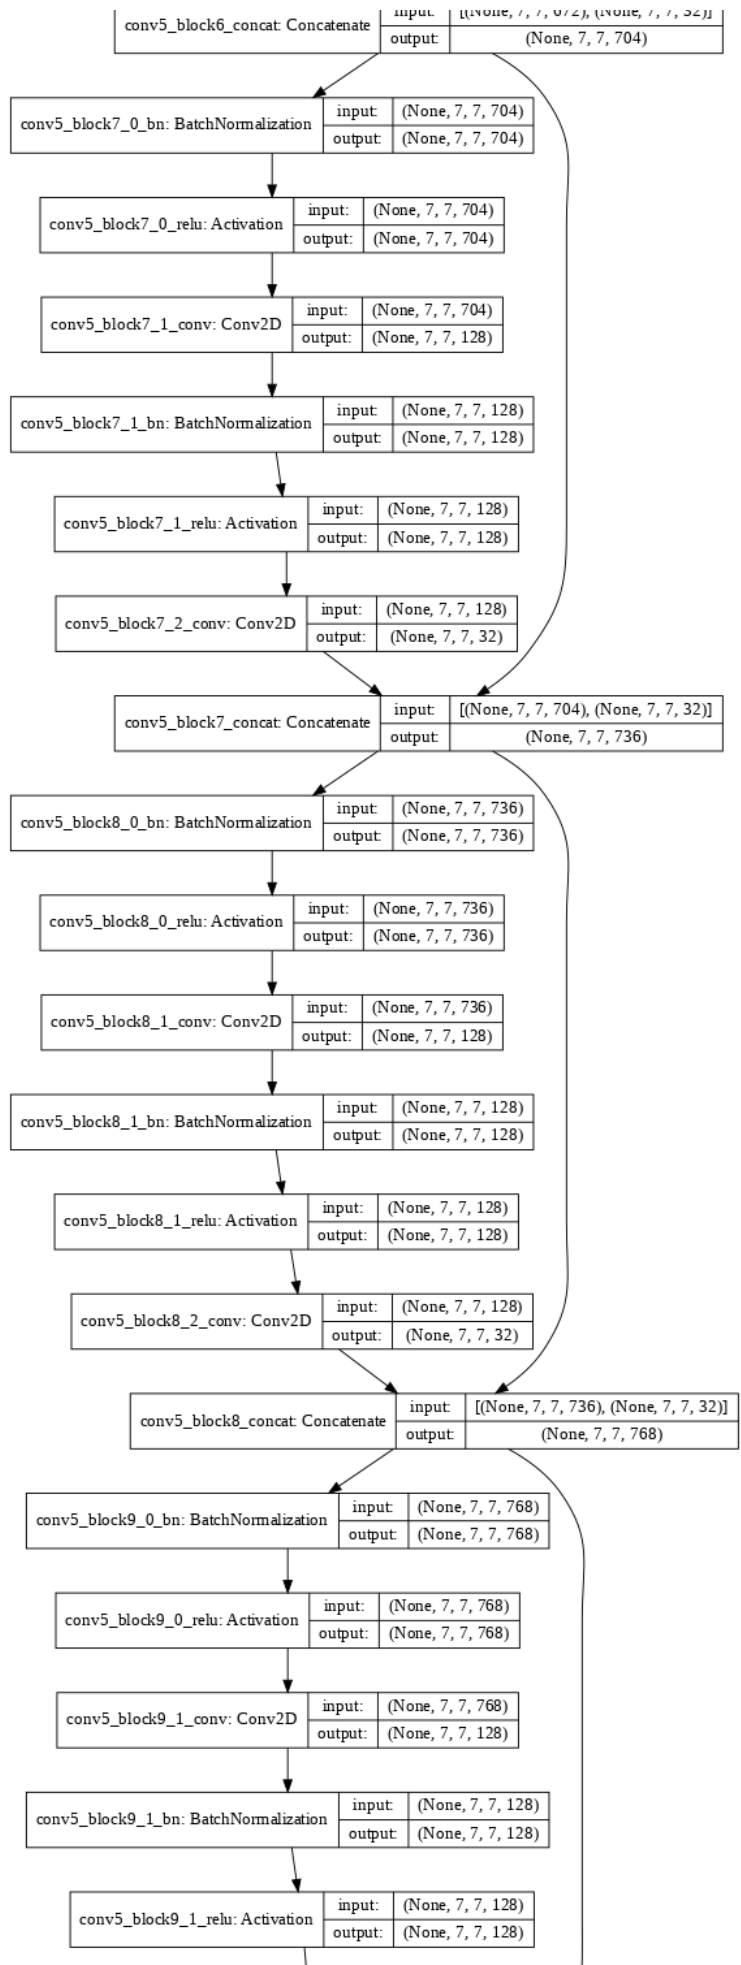 conv5_block6_concat: Concatenate
input: [(None, 7, 7, 672), (None, 7, 7, 32)]
output: (None, 7, 7, 704)
conv5_block7_0_bn: BatchNormalization
input: (None, 7, 7, 704)
output: (None, 7, 7, 704)
conv5_block7_0_relu: Activation
input: (None, 7, 7, 704)
output: (None, 7, 7, 704)
conv5_block7_1_conv: Conv2D
input: (None, 7, 7, 704)
output: (None, 7, 7, 128)
conv5_block7_1_bn: BatchNormalization
input: (None, 7, 7, 128)
output: (None, 7, 7, 128)
conv5_block7_1_relu: Activation
input: (None, 7, 7, 128)
output: (None, 7, 7, 128)
conv5_block7_2_conv: Conv2D
input: (None, 7, 7, 128)
output: (None, 7, 7, 32)
conv5_block7_concat: Concatenate
input: [(None, 7, 7, 704), (None, 7, 7, 32)]
output: (None, 7, 7, 736)
conv5_block8_0_bn: BatchNormalization
input: (None, 7, 7, 736)
output: (None, 7, 7, 736)
conv5_block8_0_relu: Activation
input: (None, 7, 7, 736)
output: (None, 7, 7, 736)
conv5_block8_1_conv: Conv2D
input: (None, 7, 7, 736)
output: (None, 7, 7, 128)
conv5_block8_1_bn: BatchNormalization
input: (None, 7, 7, 128)
output: (None, 7, 7, 128)
conv5_block8_1_relu: Activation
input: (None, 7, 7, 128)
output: (None, 7, 7, 128)
conv5_block8_2_conv: Conv2D
input: (None, 7, 7, 128)
output: (None, 7, 7, 32)
conv5_block8_concat: Concatenate
input: [(None, 7, 7, 736), (None, 7, 7, 32)]
output: (None, 7, 7, 768)
conv5_block9_0_bn: BatchNormalization
input: (None, 7, 7, 768)
output: (None, 7, 7, 768)
conv5_block9_0_relu: Activation
input: (None, 7, 7, 768)
output: (None, 7, 7, 768)
conv5_block9_1_conv: Conv2D
input: (None, 7, 7, 768)
output: (None, 7, 7, 128)
conv5_block9_1_bn: BatchNormalization
input: (None, 7, 7, 128)
output: (None, 7, 7, 128)
conv5_block9_1_relu: Activation
input: (None, 7, 7, 128)
output: (None, 7, 7, 128)